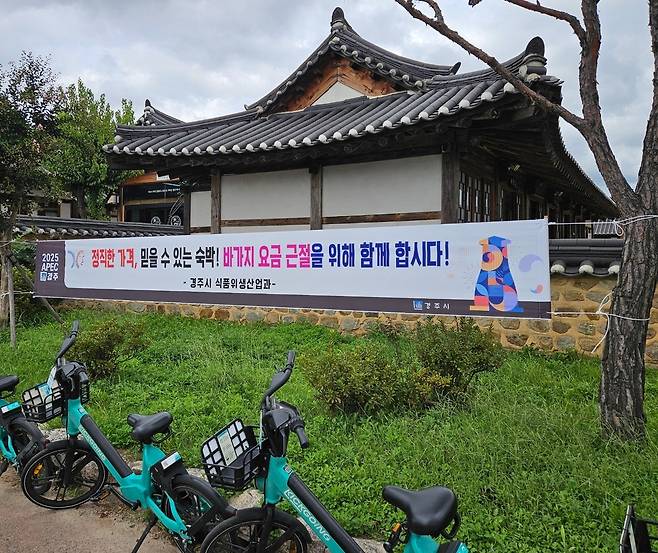 2025
APEC
경주
정직한 가격, 믿을 수 있는 숙박! 바가지 요금 근절을 위해 함께 합시다!
- 경주시 식품위생산업과-
경주시
KICKGOING